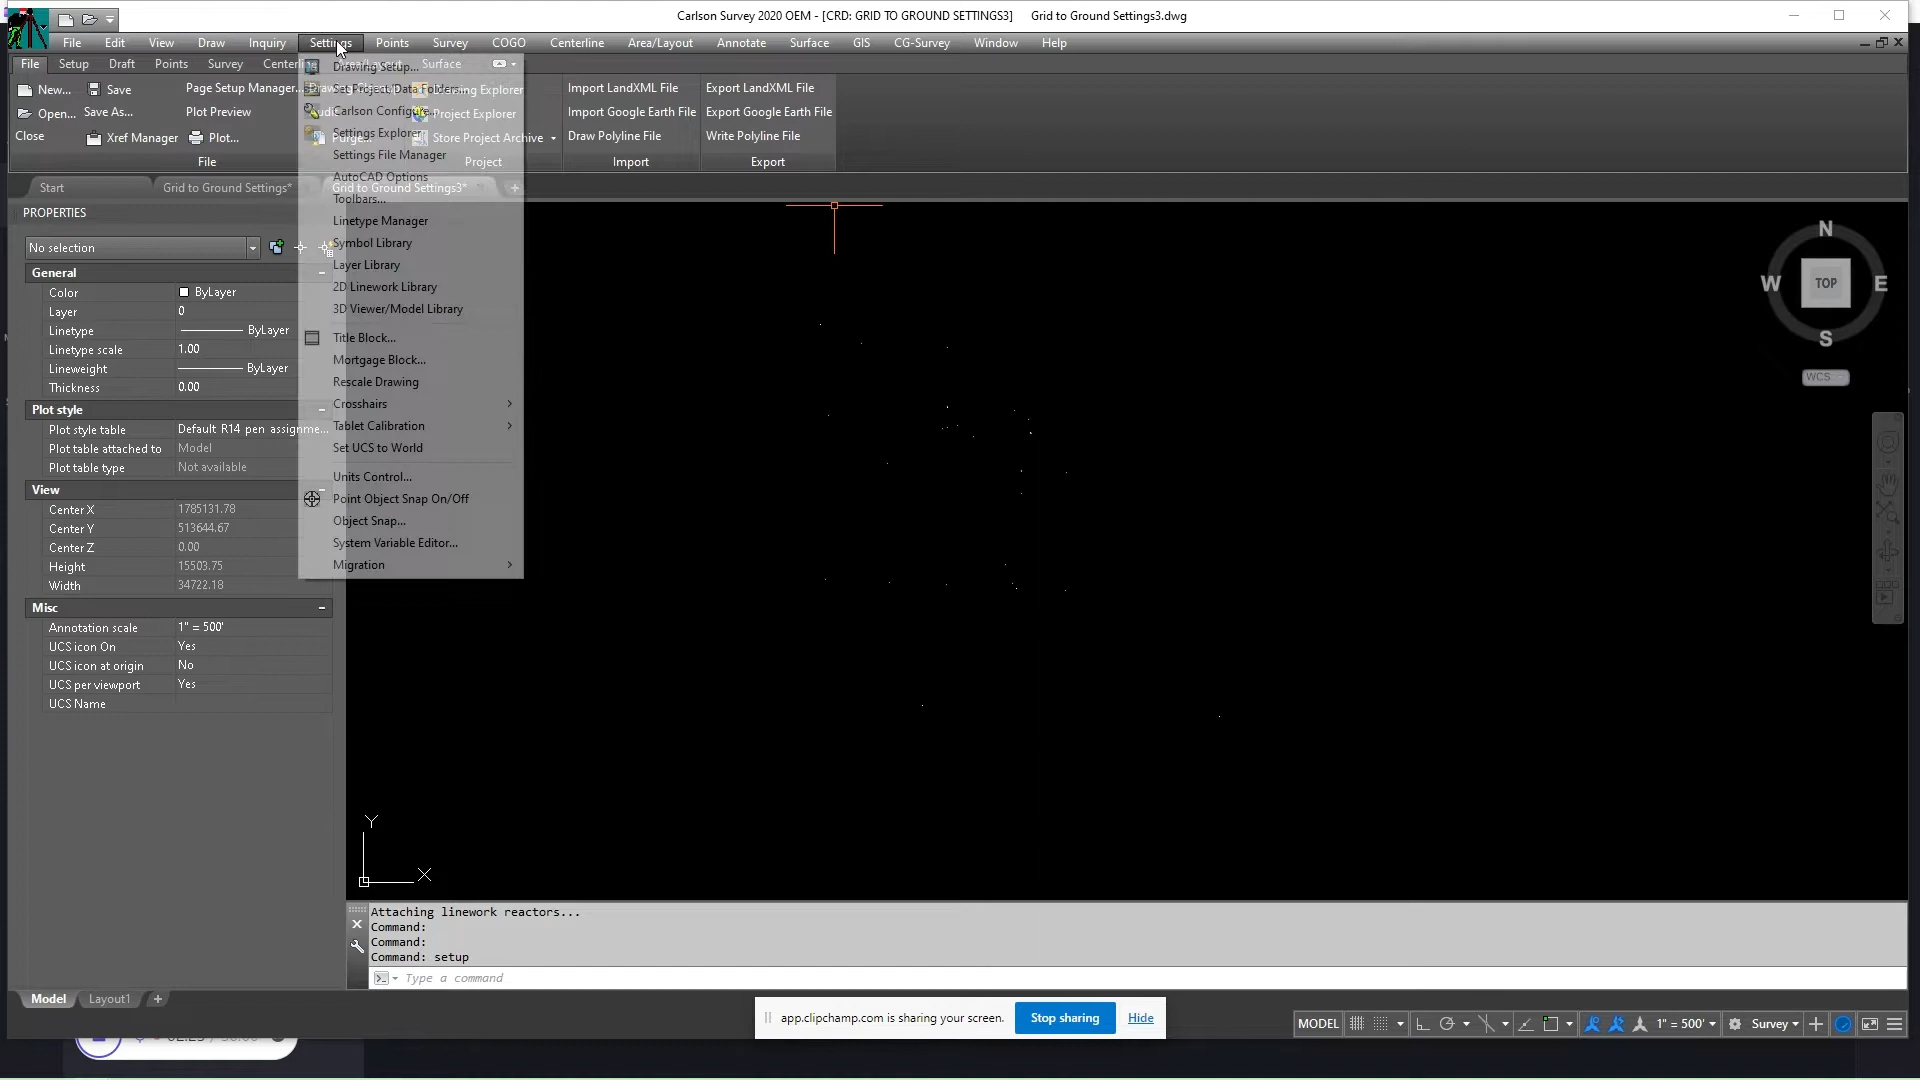 Carlson Survey 2020 OEM - [CRD: GRID TO GROUND SETTINGS3] Grid to Ground Settings3.dwg
File Edit View Draw Inquiry Settings Points Survey COGO Centerline Area/Layout Annotate Surface GIS CG-Survey Window Help
File Setup Draft Points Survey Surface
New... Save Page Setup Manager... Import LandXML File Export LandXML File
Open... Save As... Plot Preview Project Explorer Import Google Earth File Export Google Earth File
Close Xref Manager Plot... Purge... Store Project Archive Draw Polyline File Write Polyline File
File Project Import Export
Start Grid to Ground Settings* Grid to Ground Settings3*
Drawing Setup...
Set Project/Data Folders...
Carlson Configure...
Settings Explorer
Settings File Manager
AutoCAD Options
Toolbars...
Linetype Manager
Symbol Library
Layer Library
2D Linework Library
3D Viewer/Model Library
Title Block...
Mortgage Block...
Rescale Drawing
Crosshairs
Tablet Calibration
Set UCS to World
Units Control...
Point Object Snap On/Off
Object Snap...
System Variable Editor...
Migration
PROPERTIES
No selection
General
Color ByLayer
Layer 0
Linetype ByLayer
Linetype scale 1.00
Lineweight ByLayer
Thickness 0.00
Plot style
Plot style table Default R14 pen assignme...
Plot table attached to Model
Plot table type Not available
View
Center X 1785131.78
Center Y 513644.67
Center Z 0.00
Height 15503.75
Width 34722.18
Misc
Annotation scale 1" = 500'
UCS icon On Yes
UCS icon at origin No
UCS per viewport Yes
UCS Name
N
W TOP E
S
WCS
Y
X
Attaching linework reactors...
Command:
Command:
Command: setup
Type a command
Model Layout1 +
app.clipchamp.com is sharing your screen. Stop sharing Hide
MODEL 1" = 500' Survey